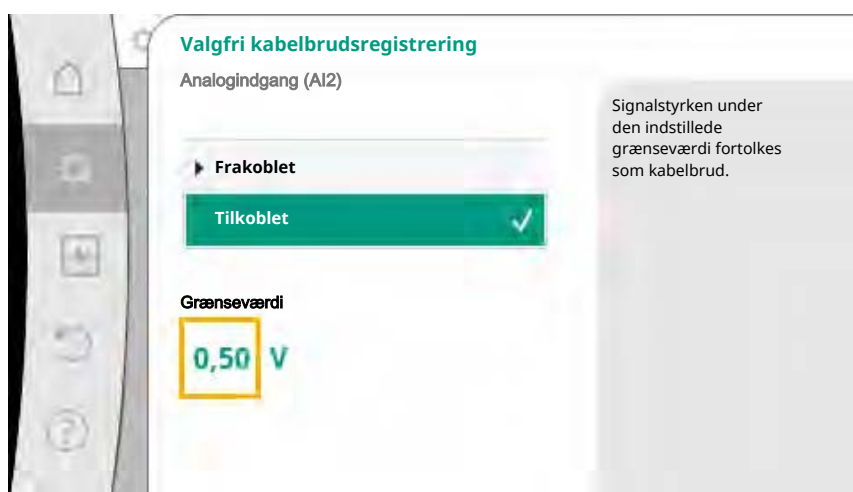 Valgfri kabelbrudsregistrering
Analogindgang (AI2)
Frakoblet
Tilkoblet
Grænseværdi
0,50 V
Signalstyrken under
den indstillede
grænseværdi fortolkes
som kabelbrud.